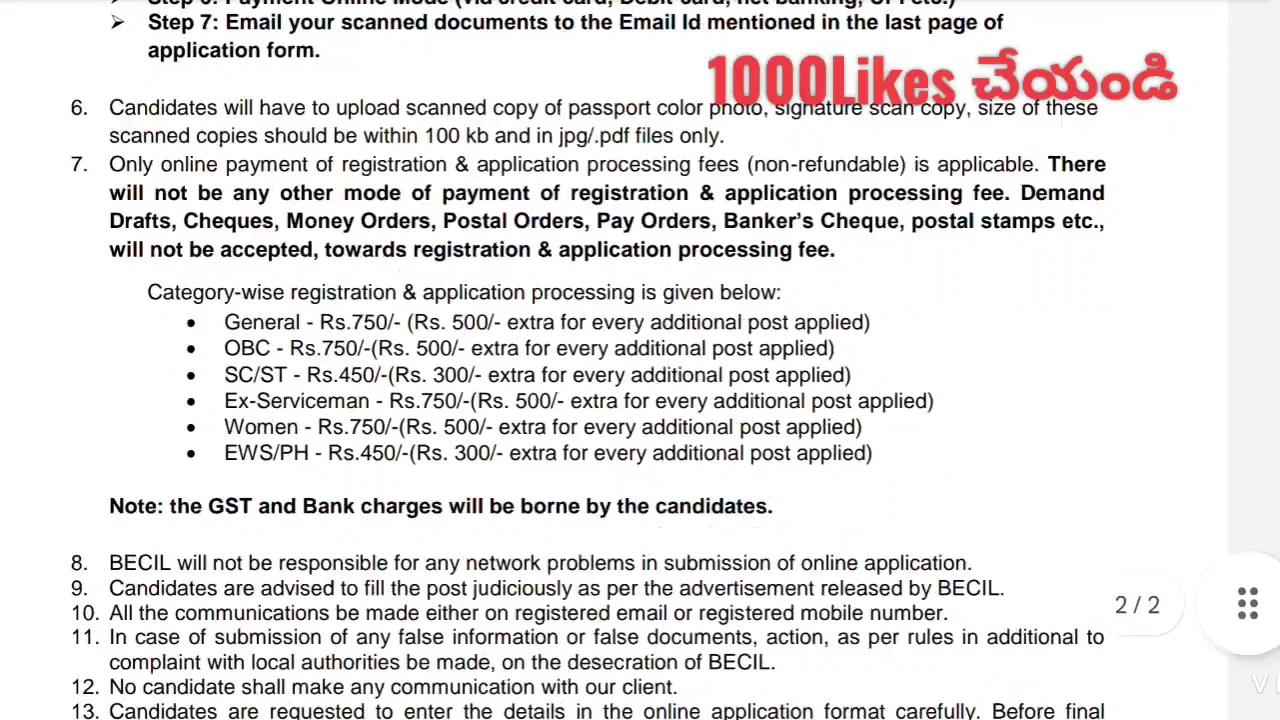 Step 6: Payment Online Mode (via credit card, Debit card, net banking, UPI etc.)
➢ Step 7: Email your scanned documents to the Email Id mentioned in the last page of
application form.
1000Likes చేయండి
6. Candidates will have to upload scanned copy of passport color photo, signature scan copy, size of these
scanned copies should be within 100 kb and in jpg/.pdf files only.
7. Only online payment of registration & application processing fees (non-refundable) is applicable. There
will not be any other mode of payment of registration & application processing fee. Demand
Drafts, Cheques, Money Orders, Postal Orders, Pay Orders, Banker's Cheque, postal stamps etc.,
will not be accepted, towards registration & application processing fee.
Category-wise registration & application processing is given below:
• General - Rs.750/- (Rs. 500/- extra for every additional post applied)
• OBC - Rs.750/-(Rs. 500/- extra for every additional post applied)
• SC/ST - Rs.450/-(Rs. 300/- extra for every additional post applied)
• Ex-Serviceman - Rs.750/-(Rs. 500/- extra for every additional post applied)
• Women - Rs.750/-(Rs. 500/- extra for every additional post applied)
• EWS/PH - Rs.450/-(Rs. 300/- extra for every additional post applied)
Note: the GST and Bank charges will be borne by the candidates.
8. BECIL will not be responsible for any network problems in submission of online application.
9. Candidates are advised to fill the post judiciously as per the advertisement released by BECIL.
10. All the communications be made either on registered email or registered mobile number.
2 / 2
11. In case of submission of any false information or false documents, action, as per rules in additional to
complaint with local authorities be made, on the desecration of BECIL.
12. No candidate shall make any communication with our client.
13. Candidates are requested to enter the details in the online application format carefully. Before final